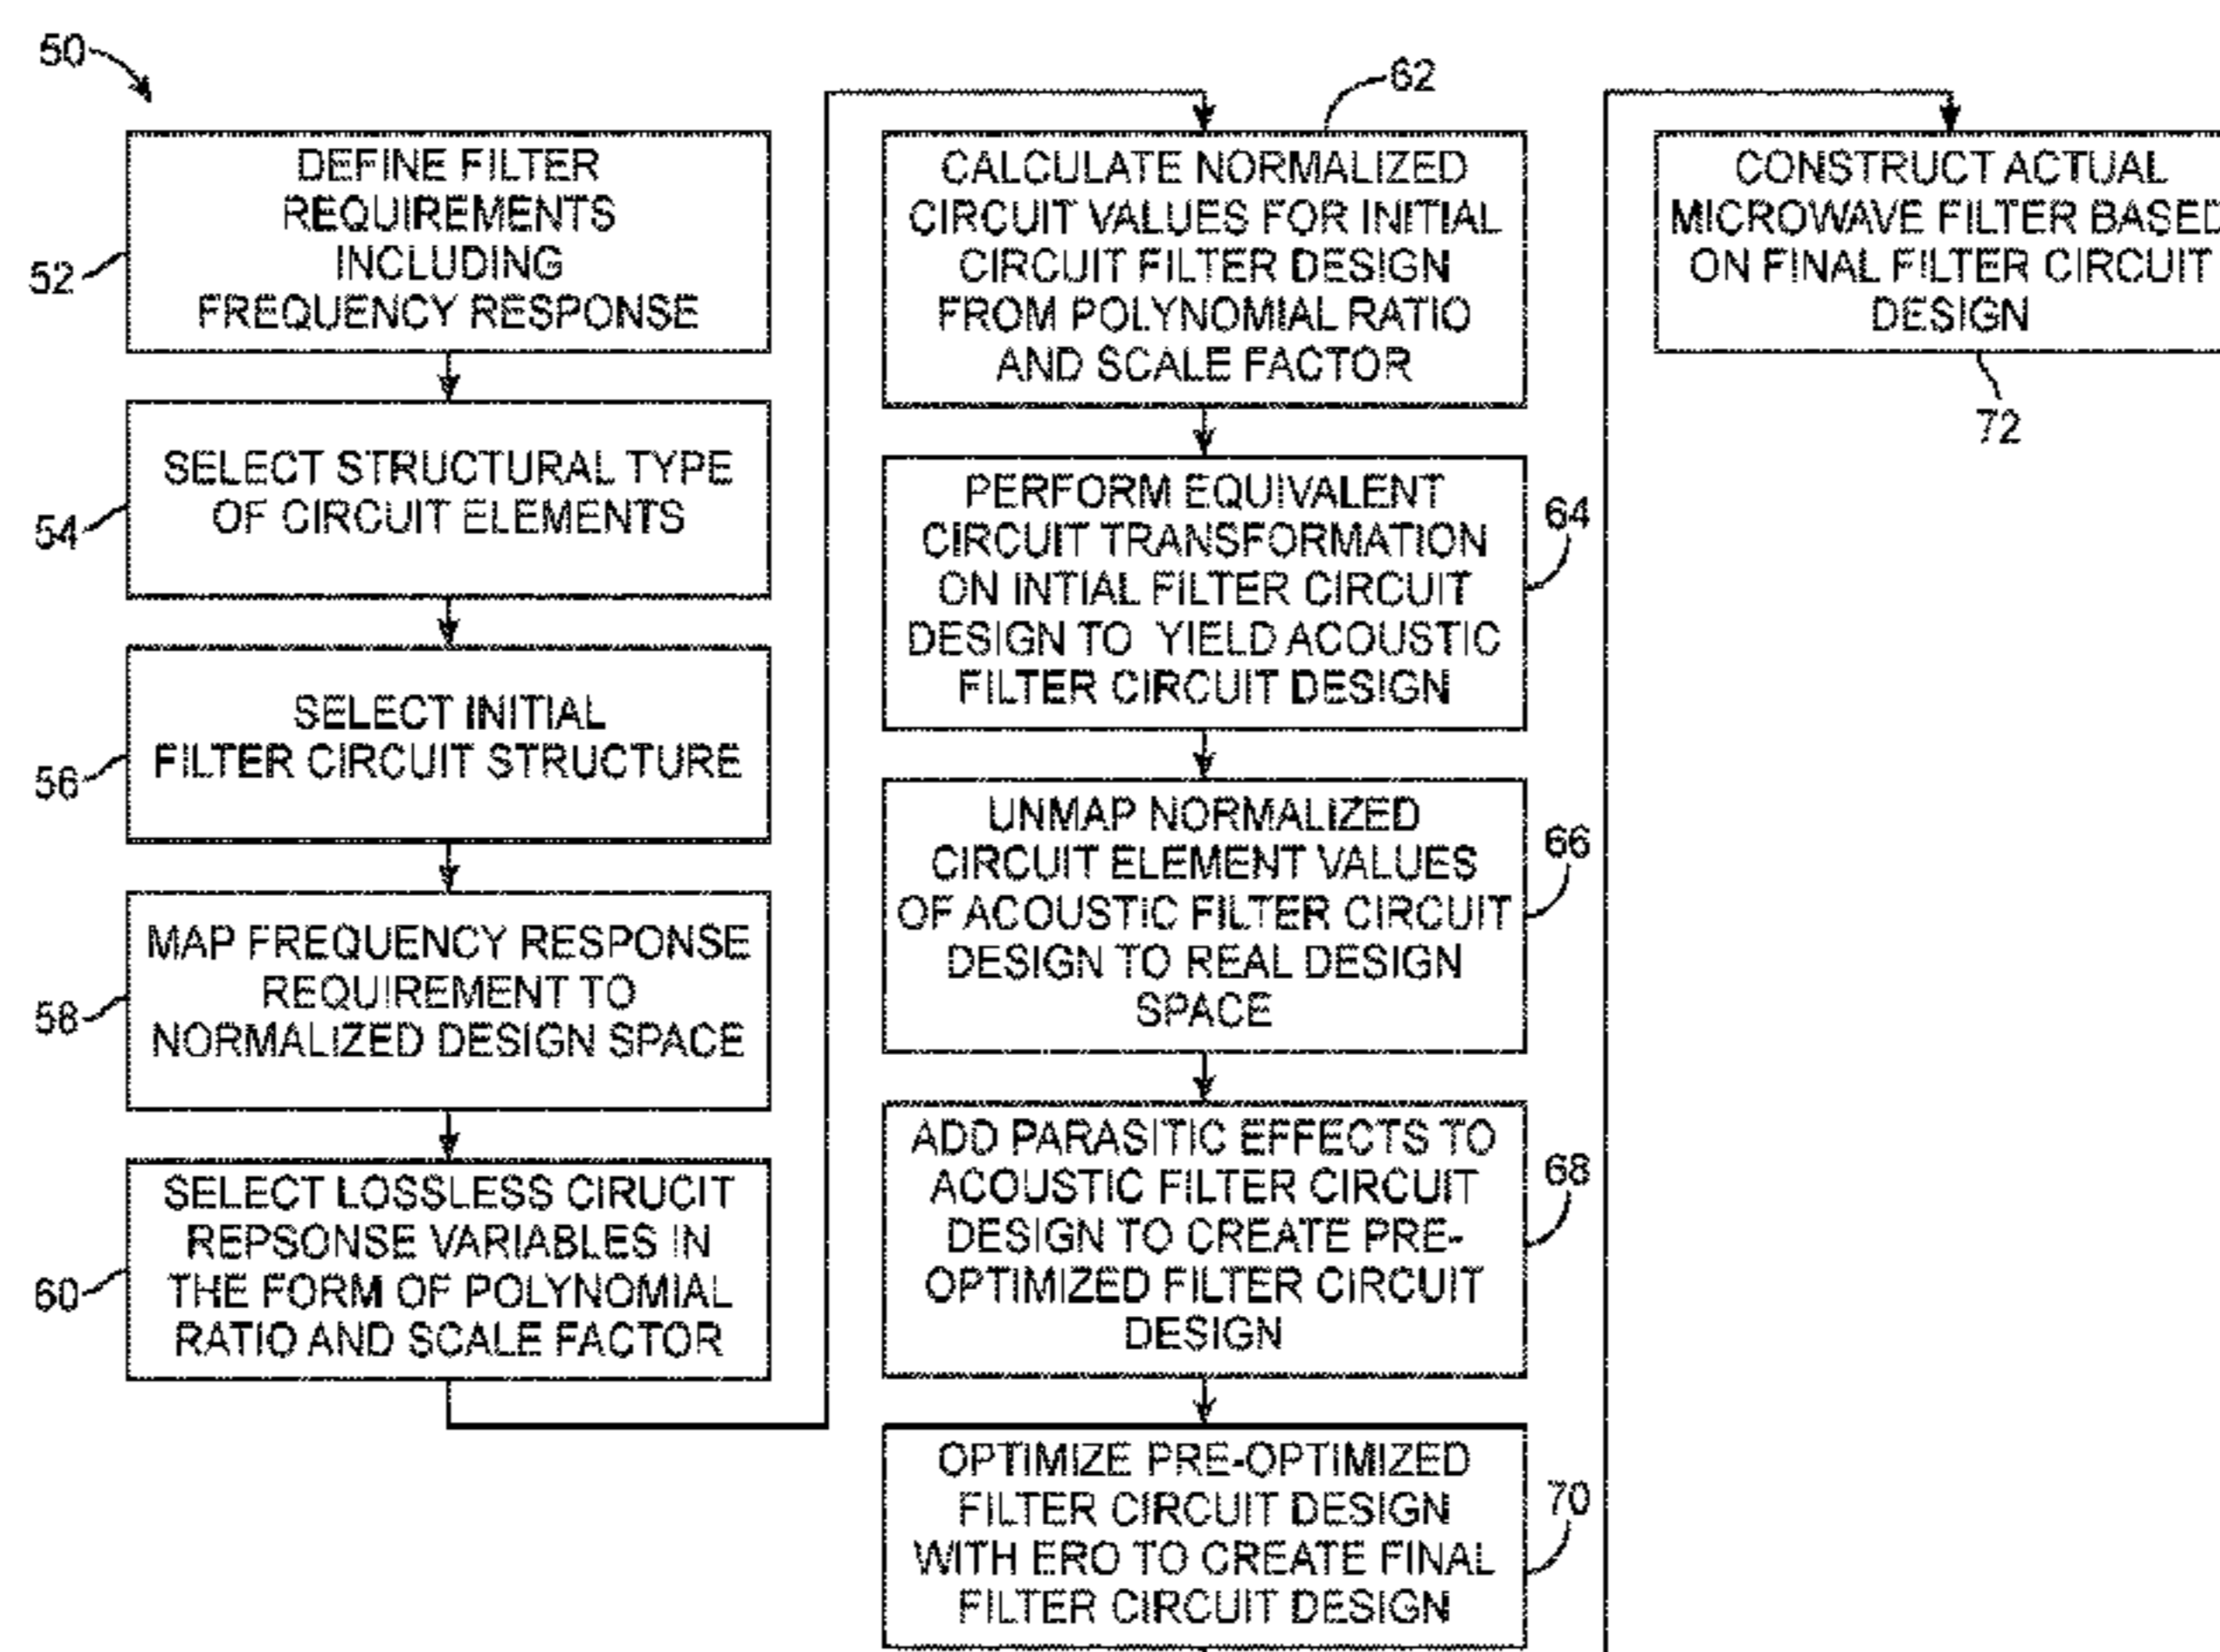 50
DEFINE FILTER
REQUIREMENTS
INCLUDING
FREQUENCY RESPONSE
52
SELECT STRUCTURAL TYPE
OF CIRCUIT ELEMENTS
54
SELECT INITIAL
FILTER CIRCUIT STRUCTURE
56
MAP FREQUENCY RESPONSE
REQUIREMENT TO
NORMALIZED DESIGN SPACE
58
SELECT LOSSLESS CIRUCIT
REPSONSE VARIABLES IN
THE FORM OF POLYNOMIAL
RATIO AND SCALE FACTOR
60
62
CALCULATE NORMALIZED
CIRCUIT VALUES FOR INITIAL
CIRCUIT FILTER DESIGN
FROM POLYNOMIAL RATIO
AND SCALE FACTOR
PERFORM EQUIVALENT
CIRCUIT TRANSFORMATION
ON INTIAL FILTER CIRCUIT
DESIGN TO YIELD ACOUSTIC
FILTER CIRCUIT DESIGN
64
UNMAP NORMALIZED
CIRCUIT ELEMENT VALUES
OF ACOUSTIC FILTER CIRCUIT
DESIGN TO REAL DESIGN
SPACE
66
ADD PARASITIC EFFECTS TO
ACOUSTIC FILTER CIRCUIT
DESIGN TO CREATE PRE-
OPTIMIZED FILTER CIRCUIT
DESIGN
68
OPTIMIZE PRE-OPTIMIZED
FILTER CIRCUIT DESIGN
WITH ERO TO CREATE FINAL
FILTER CIRCUIT DESIGN
70
CONSTRUCT ACTUAL
MICROWAVE FILTER BASED
ON FINAL FILTER CIRCUIT
DESIGN
72